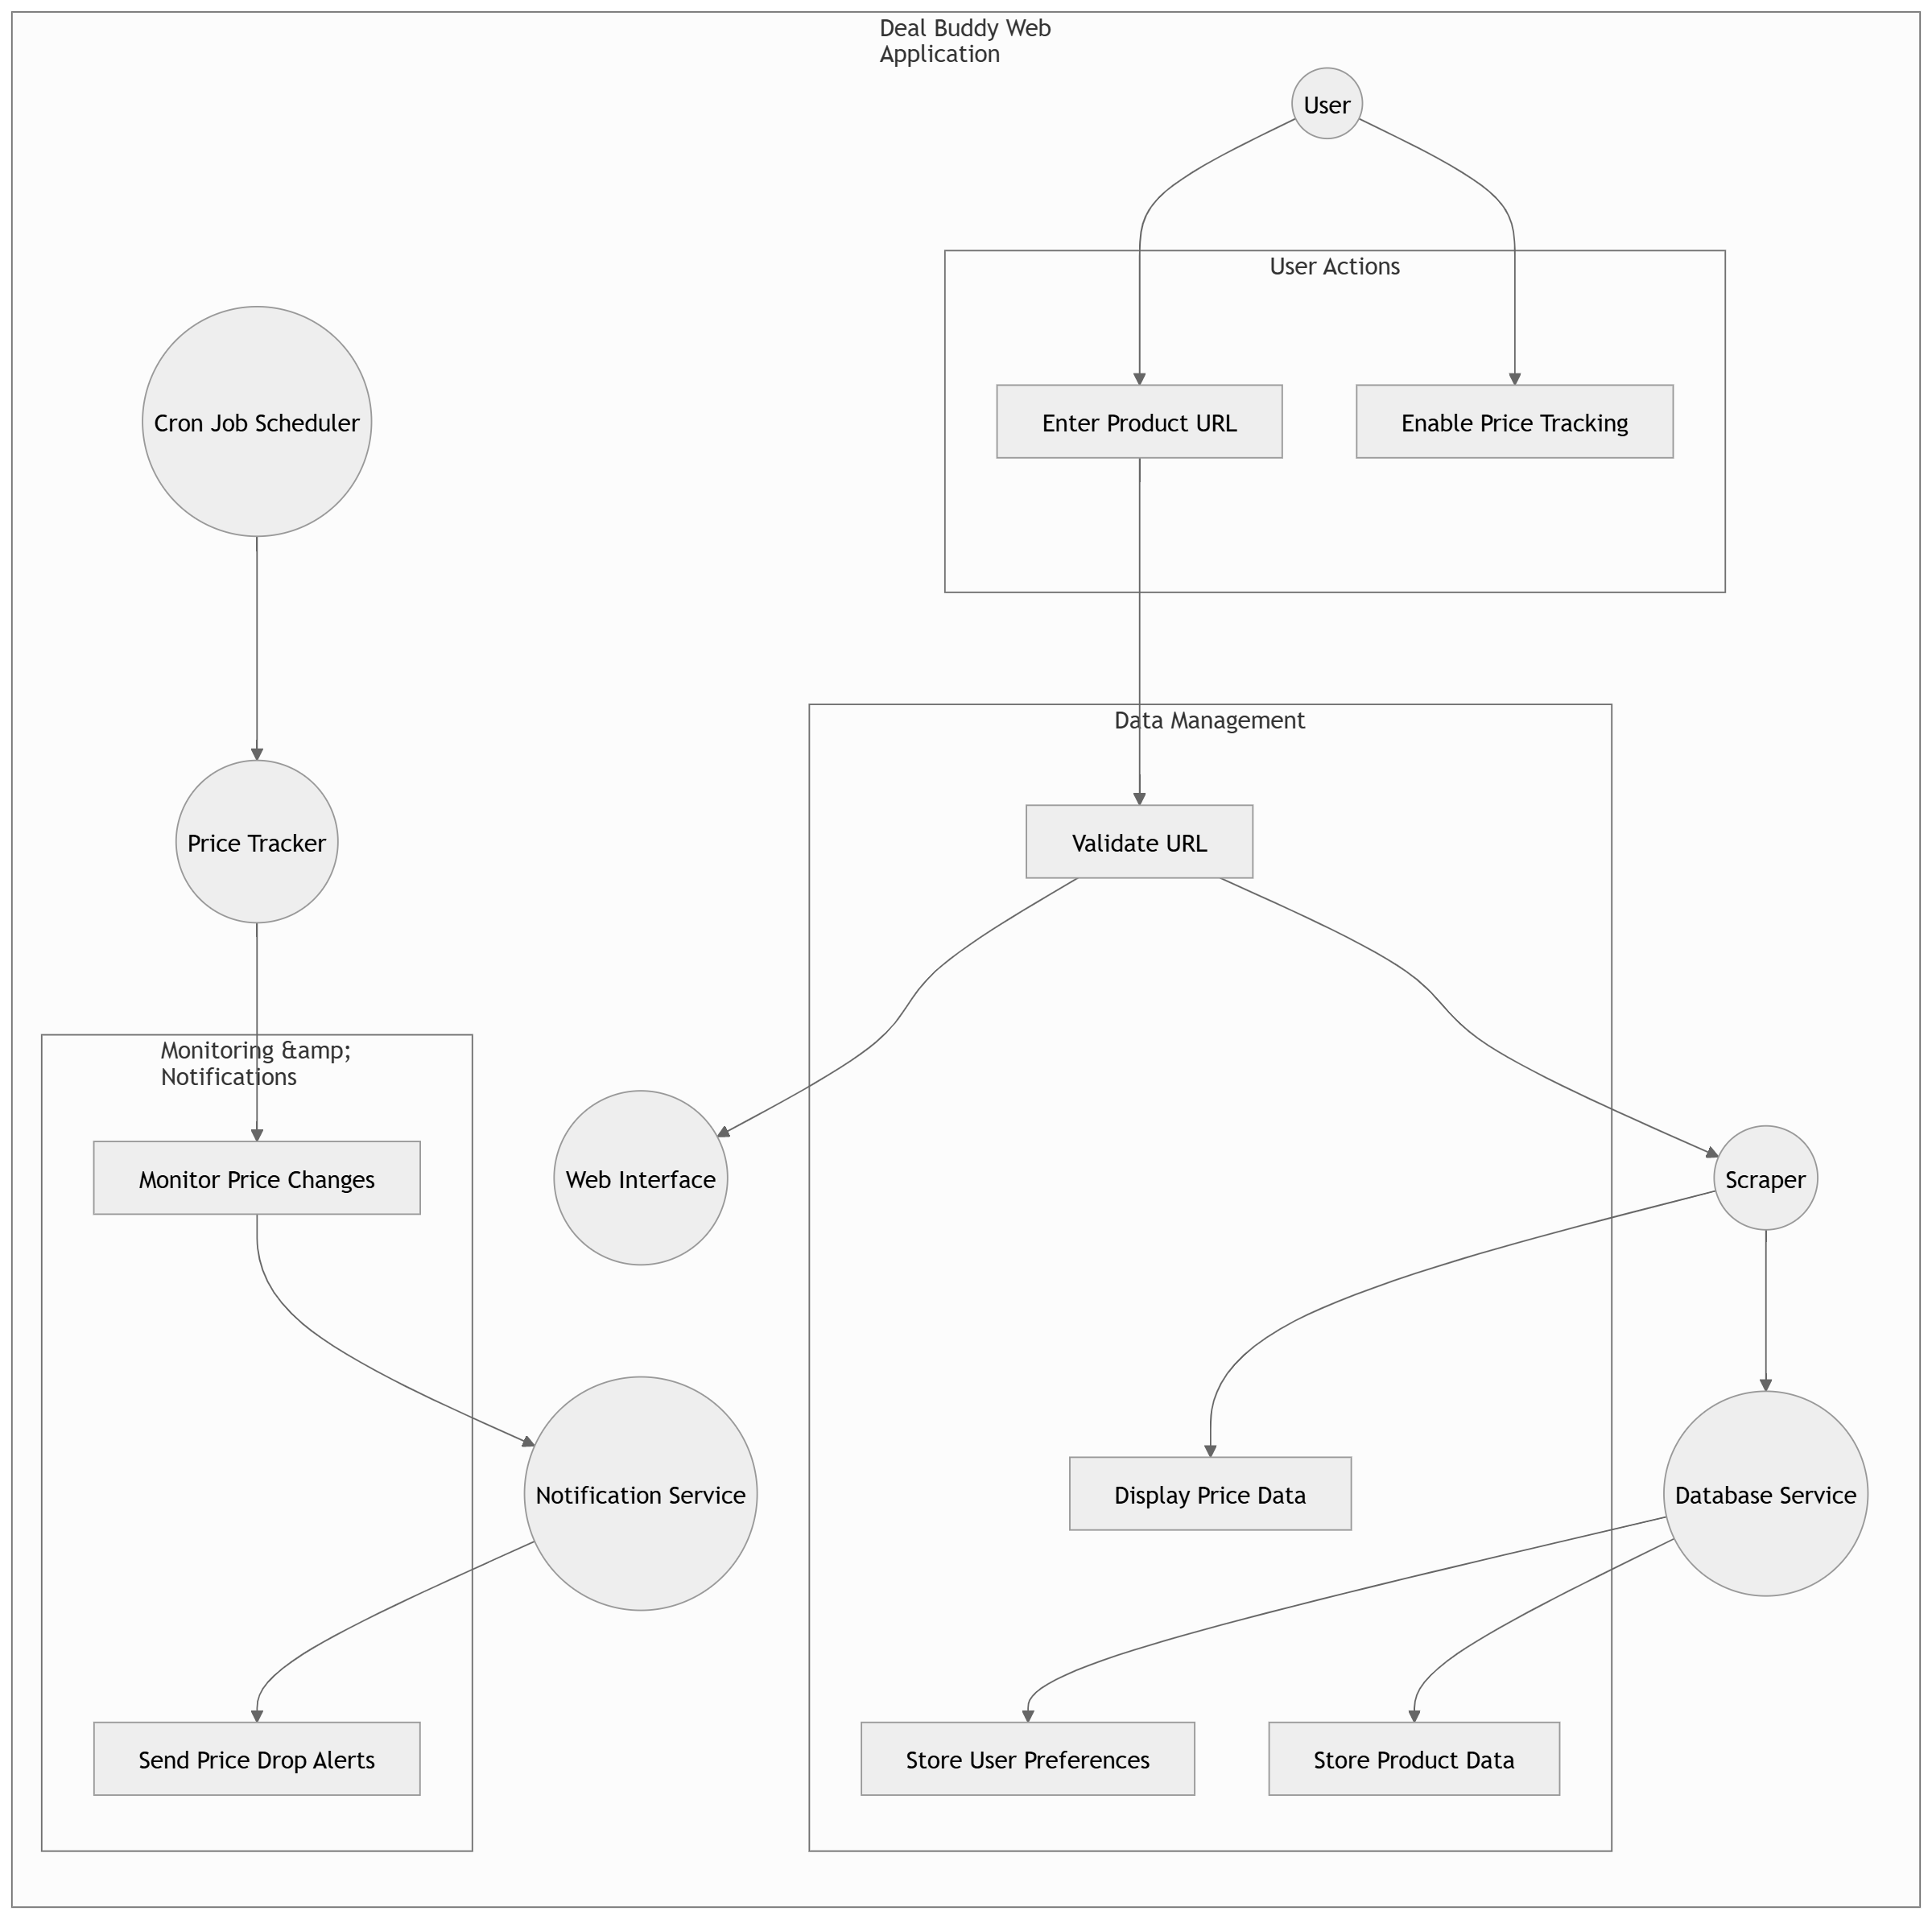 Deal Buddy Web
Application
User
User Actions
Cron Job Scheduler
Enter Product URL
Enable Price Tracking
Data Management
Price Tracker
Validate URL
Monitoring &amp;
Notifications
Monitor Price Changes
Web Interface
Scraper
Notification Service
Display Price Data
Database Service
Send Price Drop Alerts
Store User Preferences
Store Product Data